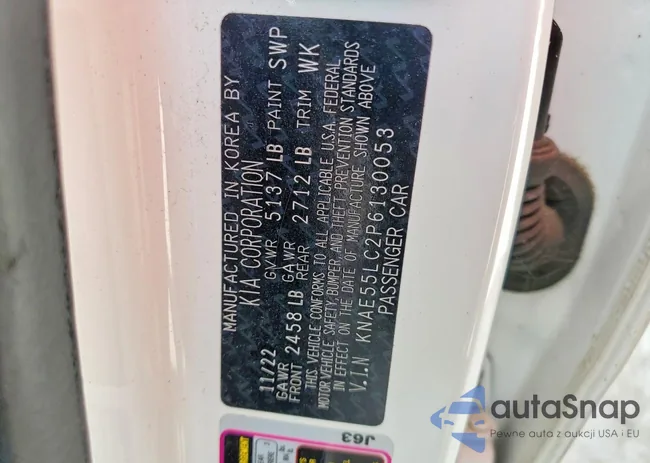 MANUFACTURED IN KOREA BY
KIA CORPORATION
11/22 GVWR 5137 LB PAINT SWP
GAWR FRONT 2458 LB GAWR REAR 2712 LB TRIM WK
THIS VEHICLE CONFORMS TO ALL APPLICABLE U.S.A. FEDERAL
MOTOR VEHICLE SAFETY, BUMPER, AND THEFT PREVENTION STANDARDS
IN EFFECT ON THE DATE OF MANUFACTURE SHOWN ABOVE
V.I.N KNAE55LC2P6130053
PASSENGER CAR
J63
autaSnap
Pewne auta z aukcji USA i EU